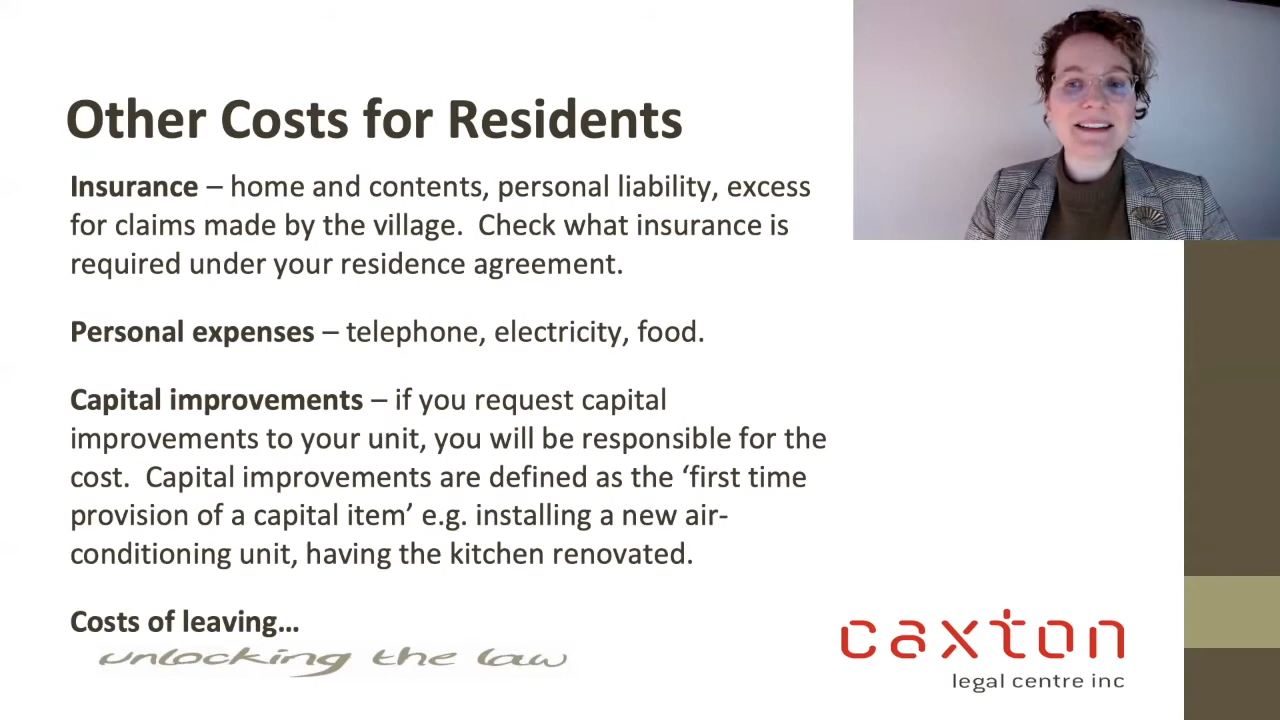 Other Costs for Residents
Insurance – home and contents, personal liability, excess
for claims made by the village.  Check what insurance is
required under your residence agreement.
Personal expenses – telephone, electricity, food.
Capital improvements – if you request capital
improvements to your unit, you will be responsible for the
cost.  Capital improvements are defined as the ‘first time
provision of a capital item’ e.g. installing a new air-
conditioning unit, having the kitchen renovated.
Costs of leaving...
unlocking the law
caxton
legal centre inc